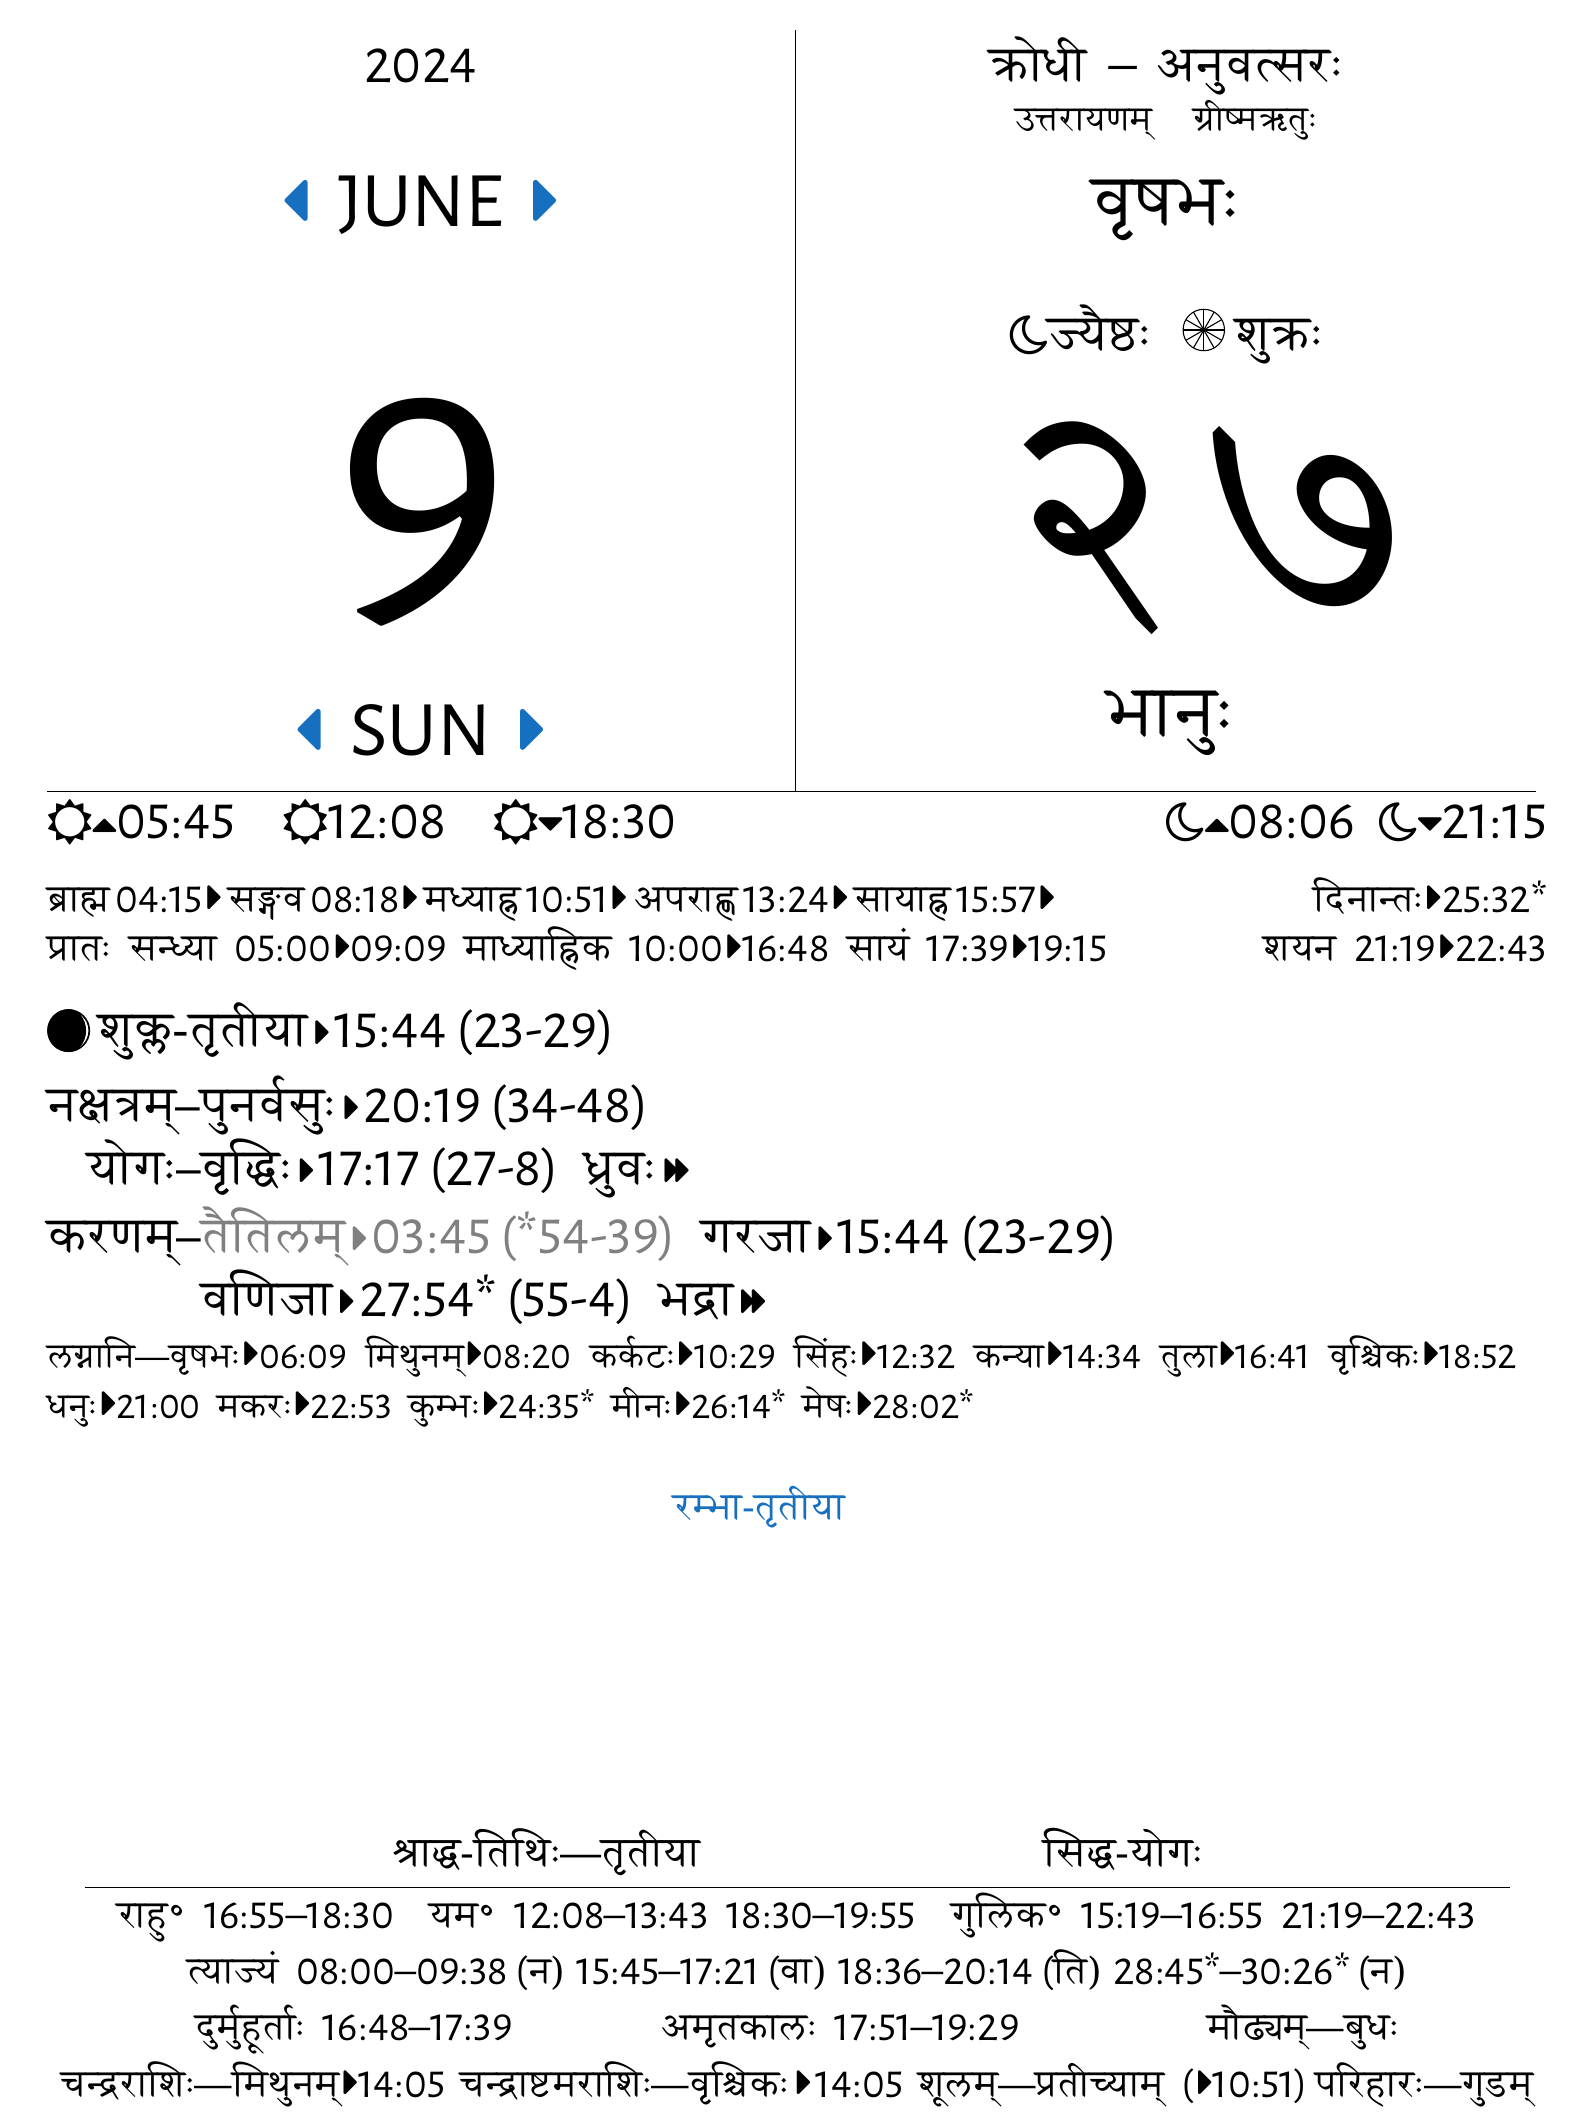 2024
JUNE
9
SUN
क्रोधी – अनुवत्सरः
उत्तरायणम् ग्रीष्मऋतुः
वृषभः
ज्यैष्ठः शुक्रः
२७
भानुः
05:45 12:08 18:30 08:06 21:15
ब्राह्म 04:15 सङ्गव 08:18 मध्याह्न 10:51 अपराह्ण 13:24 सायाह्न 15:57 दिनान्तः 25:32*
प्रातः सन्ध्या 05:00 09:09 माध्याह्निक 10:00 16:48 सायं 17:39 19:15 शयन 21:19 22:43
शुक्ल-तृतीया 15:44 (23-29)
नक्षत्रम्–पुनर्वसुः 20:19 (34-48)
योगः–वृद्धिः 17:17 (27-8) ध्रुवः
करणम्–तैतिलम् 03:45 (*54-39) गरजा 15:44 (23-29)
वणिजा 27:54* (55-4) भद्रा
लग्नानि—वृषभः 06:09 मिथुनम् 08:20 कर्कटः 10:29 सिंहः 12:32 कन्या 14:34 तुला 16:41 वृश्चिकः 18:52
धनुः 21:00 मकरः 22:53 कुम्भः 24:35* मीनः 26:14* मेषः 28:02*
रम्भा-तृतीया
श्राद्ध-तिथिः—तृतीया सिद्ध-योगः
राहु॰ 16:55–18:30 यम॰ 12:08–13:43 18:30–19:55 गुलिक॰ 15:19–16:55 21:19–22:43
त्याज्यं 08:00–09:38 (न) 15:45–17:21 (वा) 18:36–20:14 (ति) 28:45*–30:26* (न)
दुर्मुहूर्ताः 16:48–17:39 अमृतकालः 17:51–19:29 मौढ्यम्—बुधः
चन्द्रराशिः—मिथुनम् 14:05 चन्द्राष्टमराशिः—वृश्चिकः 14:05 शूलम्—प्रतीच्याम् (10:51) परिहारः—गुडम्